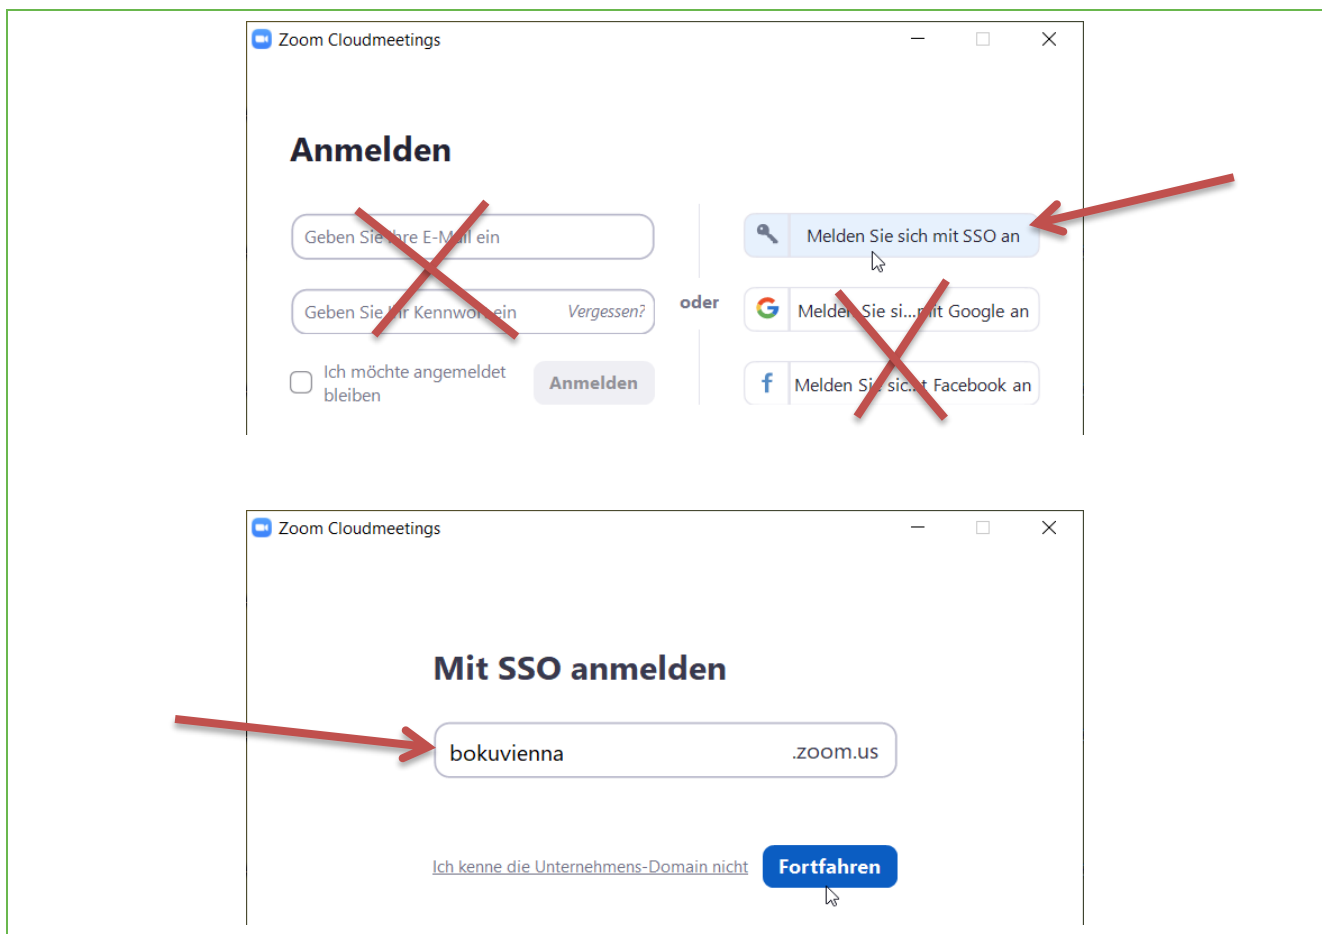 Zoom Cloudmeetings
Anmelden
Geben Sie Ihre E-Mail ein
Geben Sie Ihr Kennwort ein
Vergessen?
Ich möchte angemeldet
bleiben
Anmelden
oder
Melden Sie sich mit SSO an
Melden Sie si...mit Google an
Melden Sie sic...t Facebook an
Zoom Cloudmeetings
Mit SSO anmelden
bokuvienna
.zoom.us
Ich kenne die Unternehmens-Domain nicht
Fortfahren